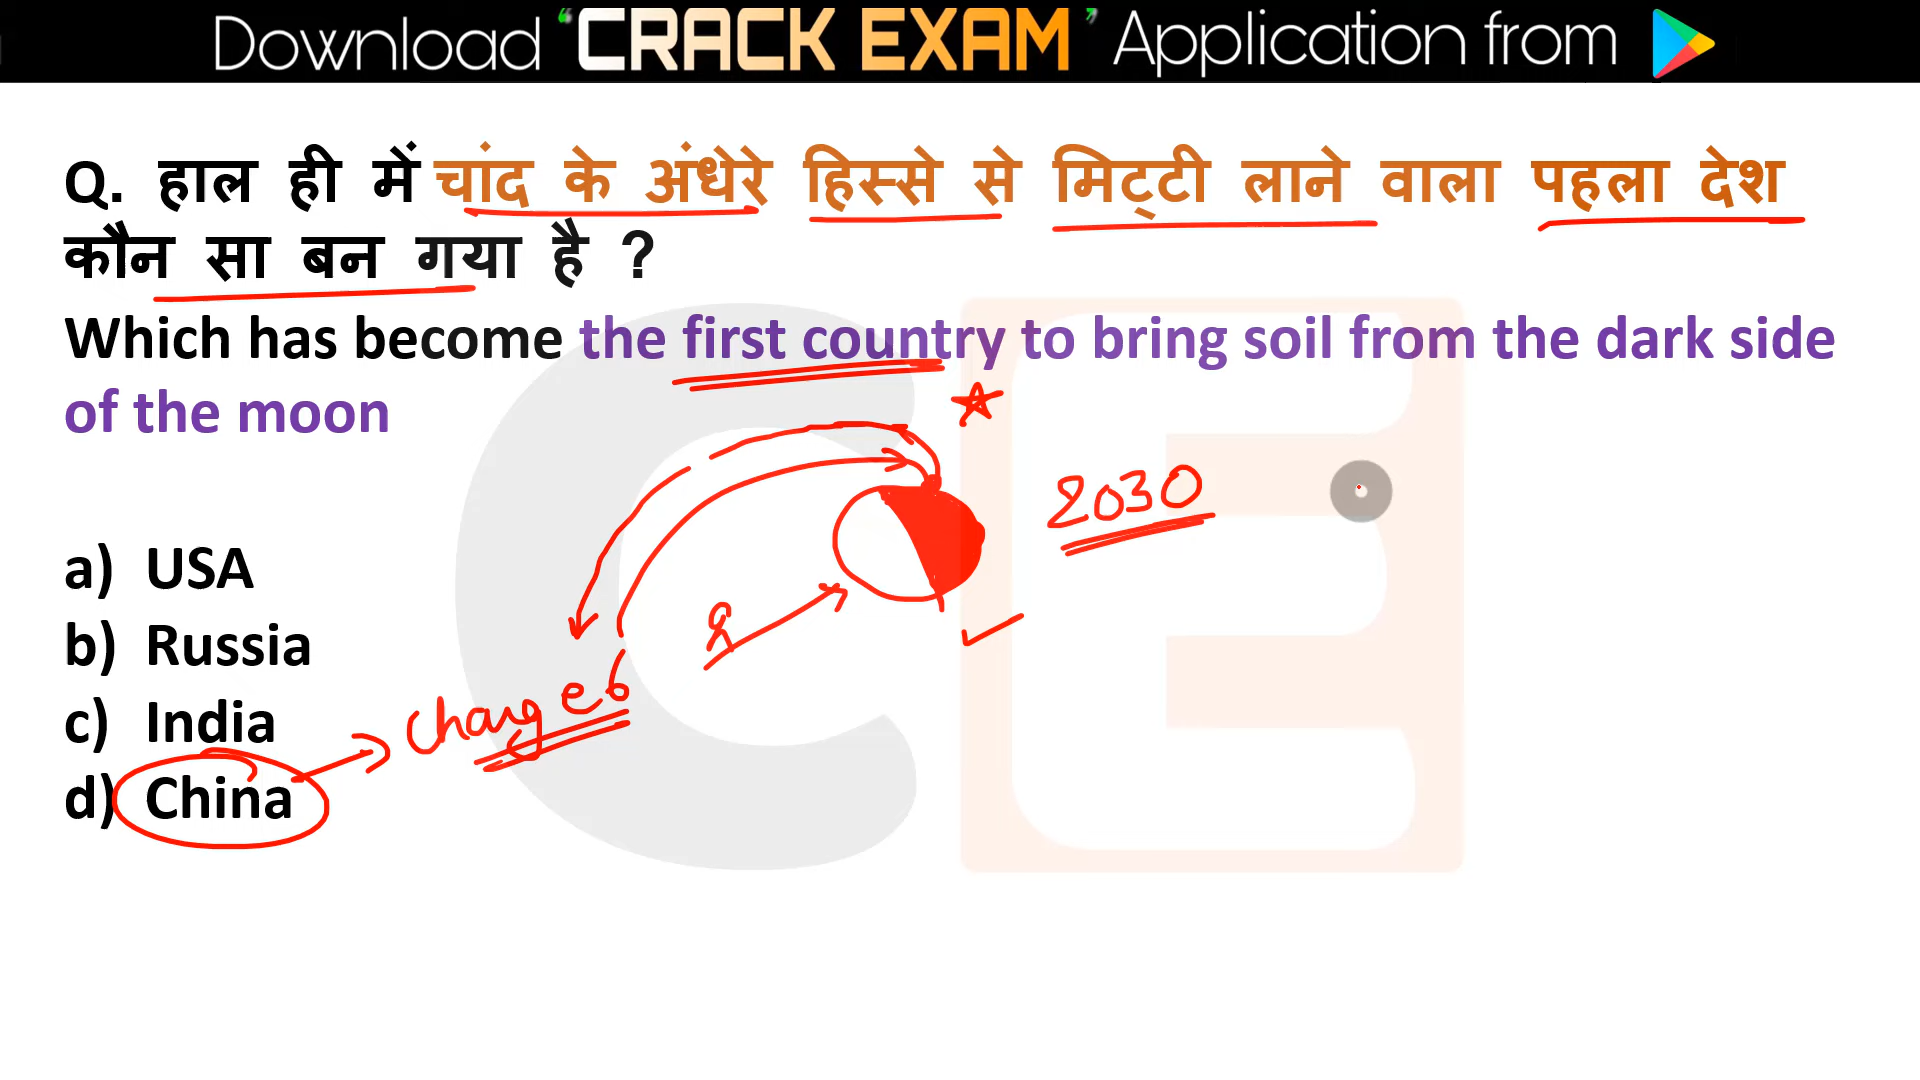 Download "CRACK EXAM" Application from
Q. हाल ही में चांद के अंधेरे हिस्से से मिट्टी लाने वाला पहला देश
कौन सा बन गया है ?
Which has become the first country to bring soil from the dark side
of the moon
2030
a) USA
b) Russia
c) India
chang e 6
d) China